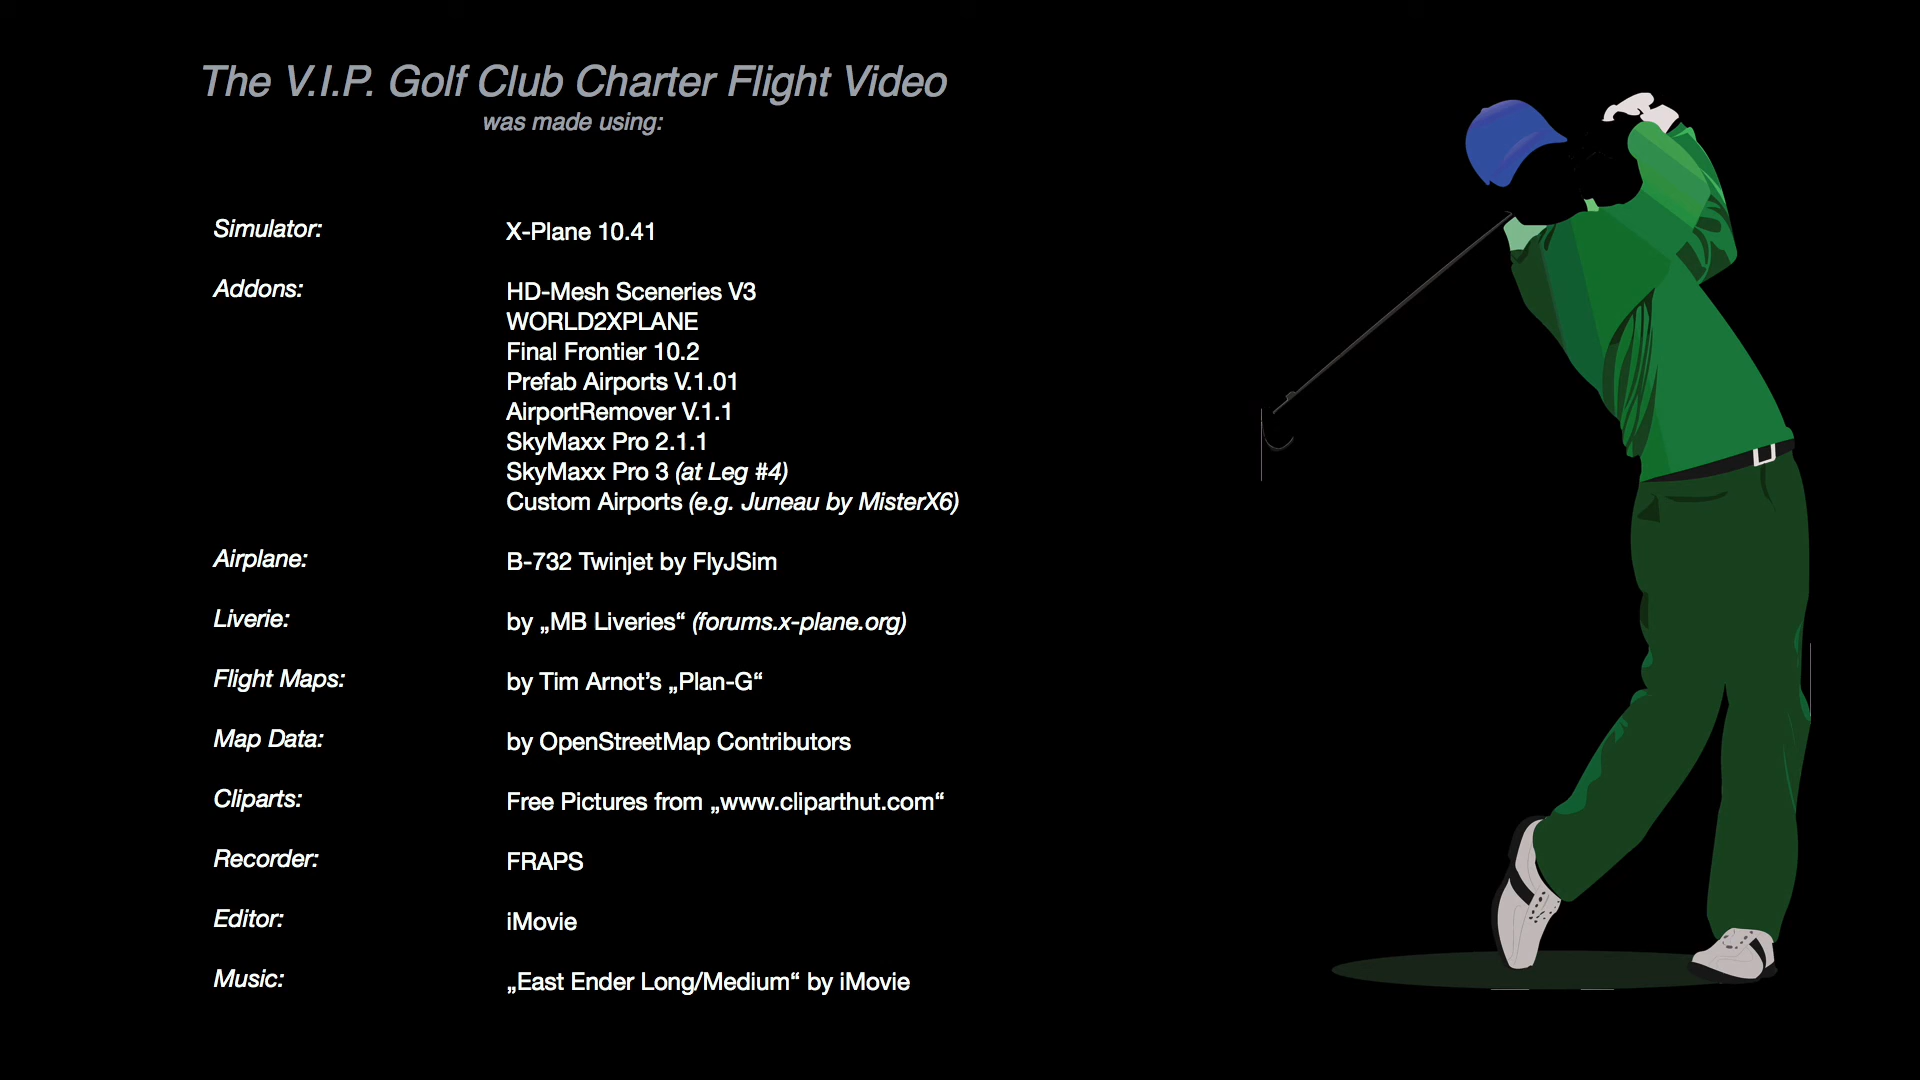 The V.I.P. Golf Club Charter Flight Video
was made using:
Simulator: X-Plane 10.41
Addons: HD-Mesh Sceneries V3
WORLD2XPLANE
Final Frontier 10.2
Prefab Airports V.1.01
AirportRemover V.1.1
SkyMaxx Pro 2.1.1
SkyMaxx Pro 3 (at Leg #4)
Custom Airports (e.g. Juneau by MisterX6)
Airplane: B-732 Twinjet by FlyJSim
Liverie: by „MB Liveries“ (forums.x-plane.org)
Flight Maps: by Tim Arnot’s „Plan-G“
Map Data: by OpenStreetMap Contributors
Cliparts: Free Pictures from „www.cliparthut.com“
Recorder: FRAPS
Editor: iMovie
Music: „East Ender Long/Medium“ by iMovie